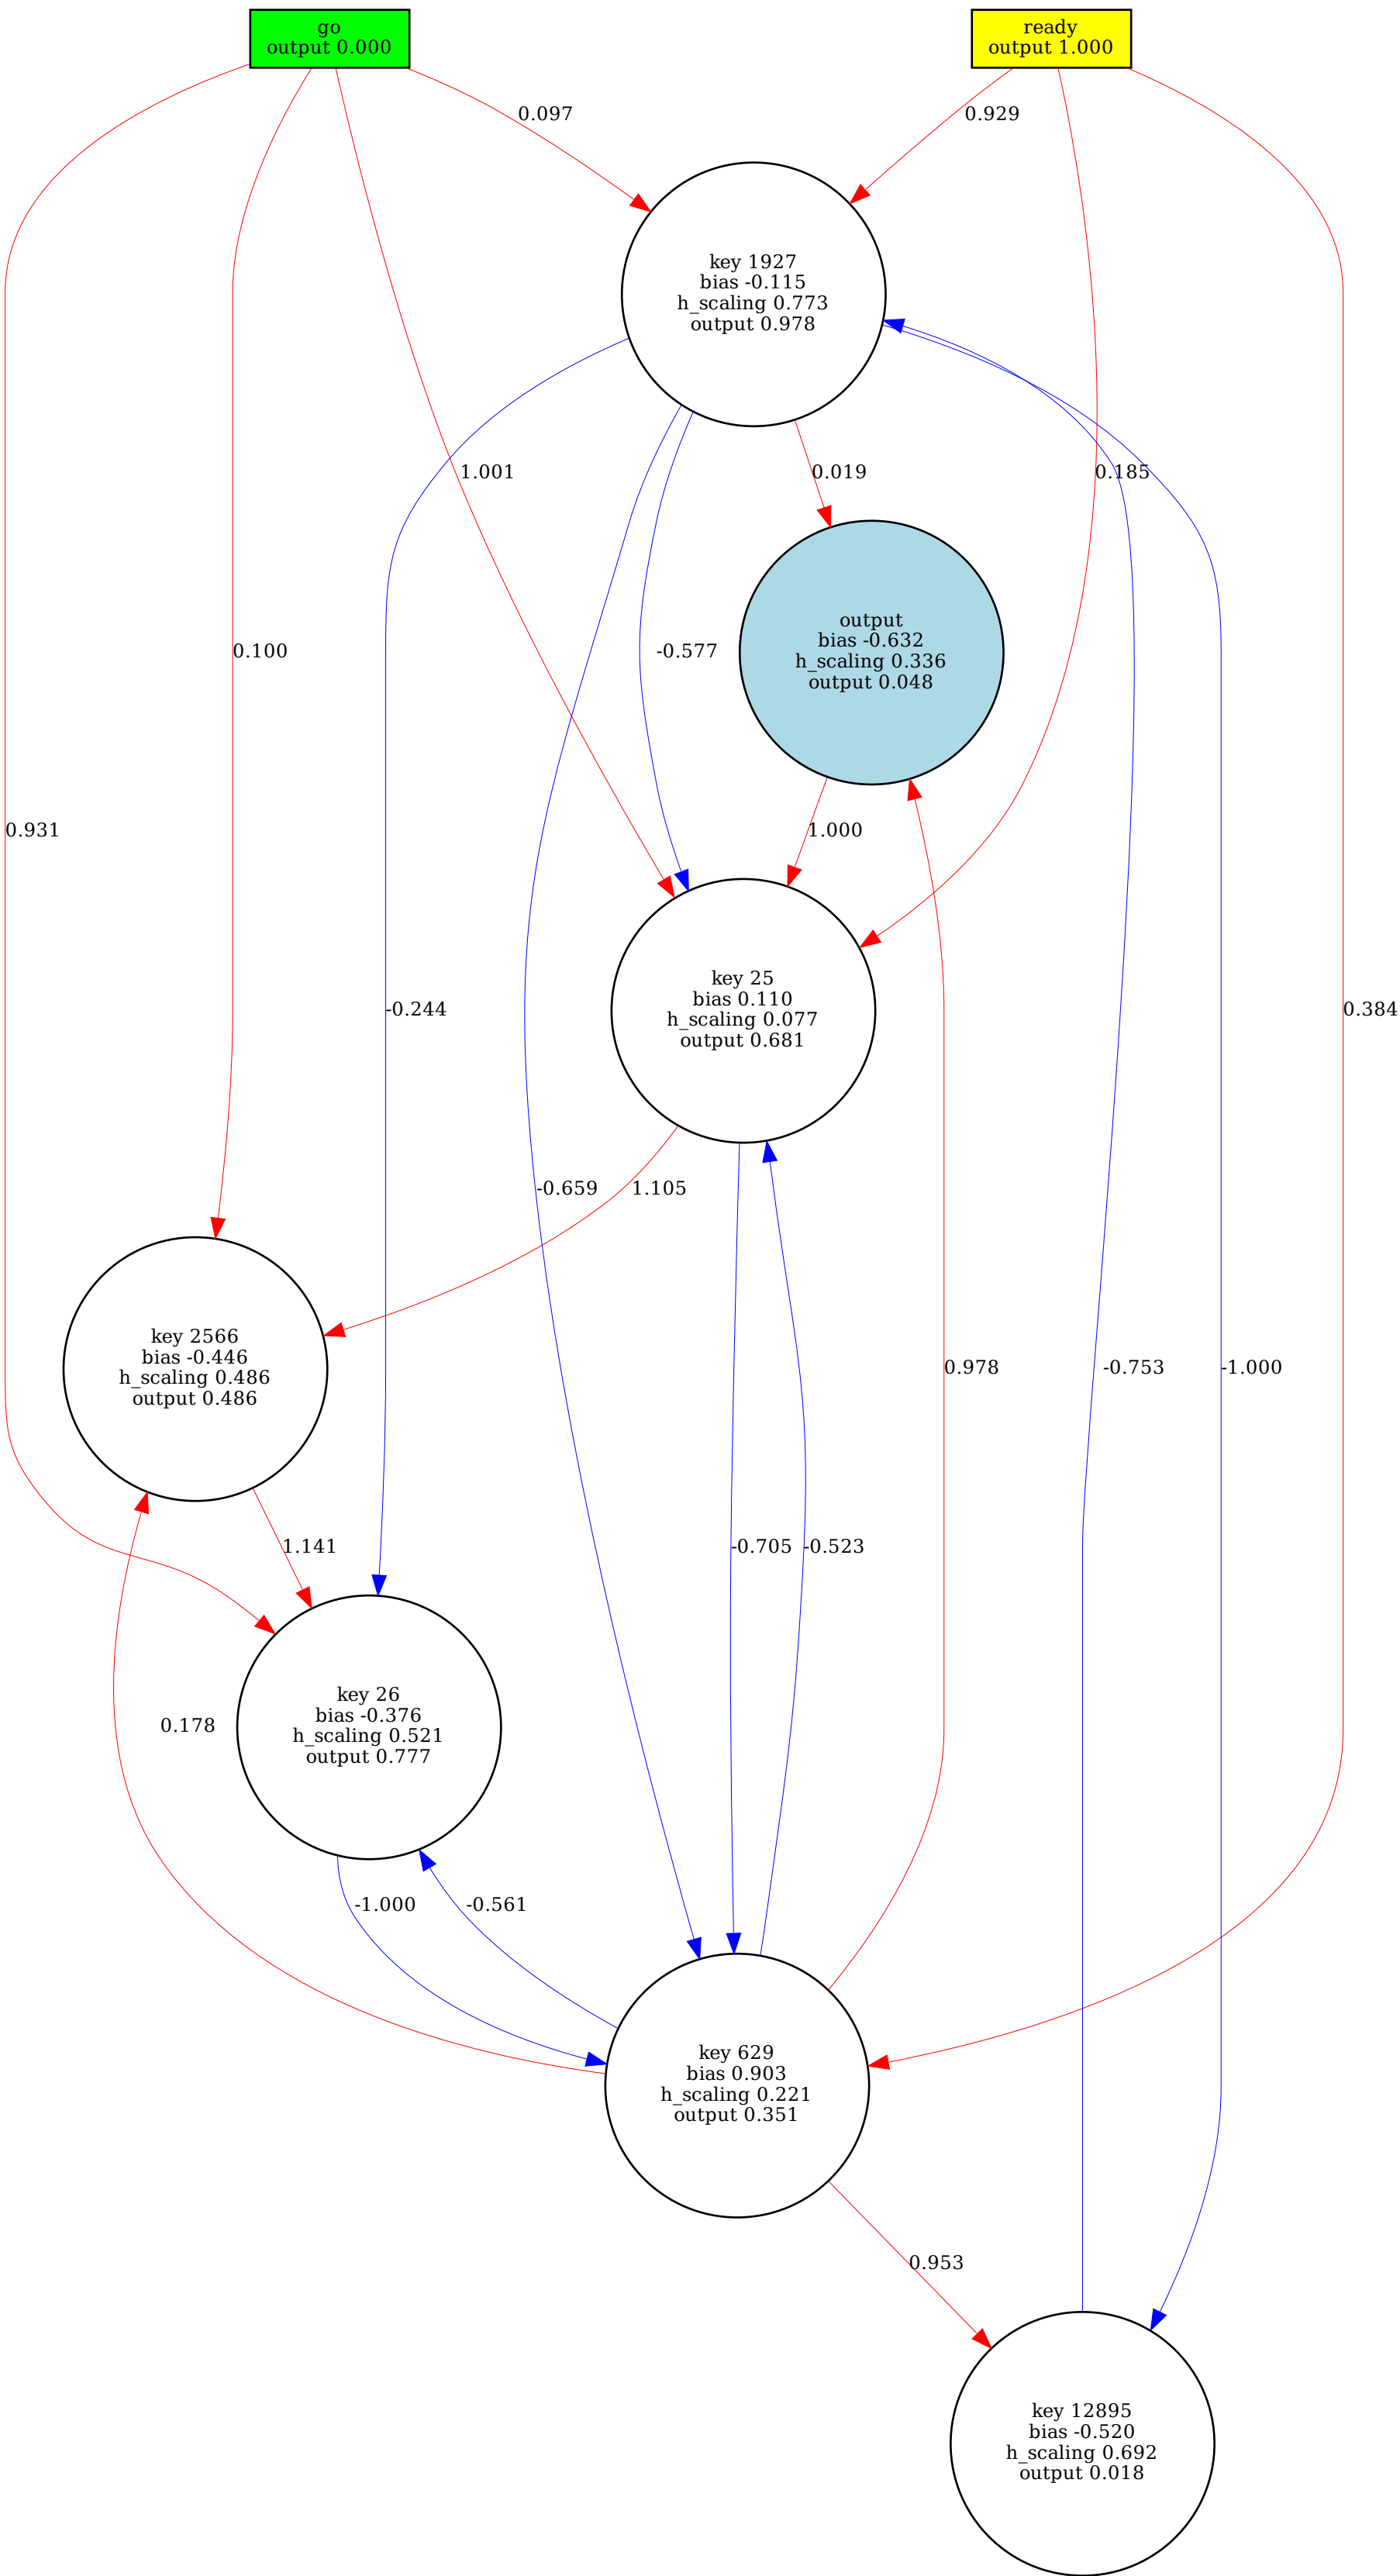 go
output 0.000
ready
output 1.000
0.097
0.929
key 1927
bias -0.115
h_scaling 0.773
output 0.978
1.001
0.019
0.185
output
bias -0.632
h_scaling 0.336
output 0.048
0.100
-0.577
0.931
1.000
key 25
bias 0.110
h_scaling 0.077
output 0.681
-0.244
0.384
-0.659
1.105
key 2566
bias -0.446
h_scaling 0.486
output 0.486
0.978
-0.753
-1.000
1.141
-0.705
-0.523
key 26
bias -0.376
h_scaling 0.521
output 0.777
0.178
-1.000
-0.561
key 629
bias 0.903
h_scaling 0.221
output 0.351
0.953
key 12895
bias -0.520
h_scaling 0.692
output 0.018